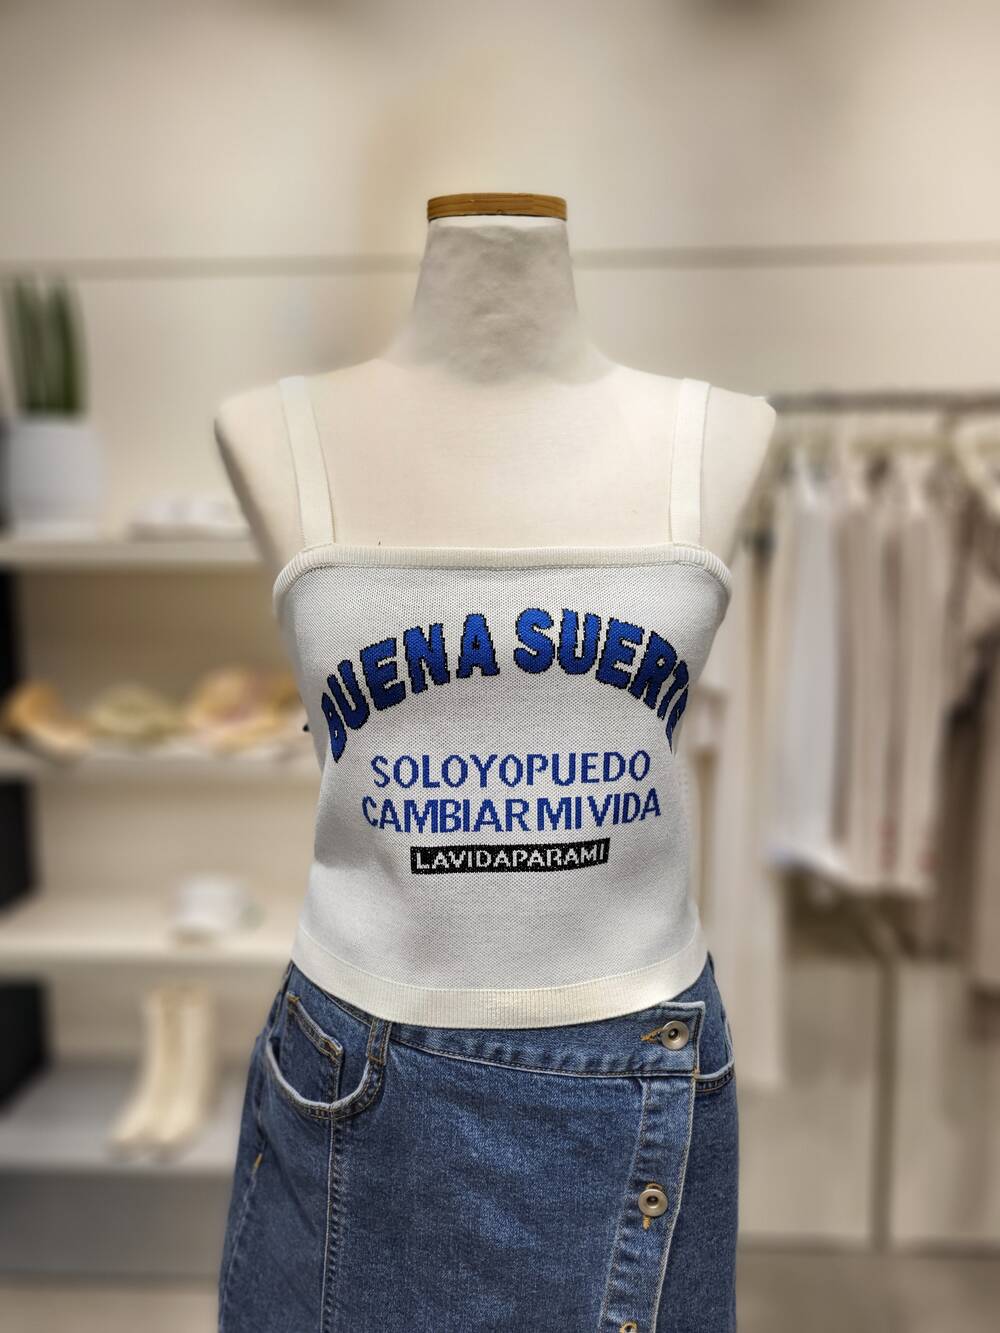 BUENA SUERTE
SOLOYOPUEDO
CAMBIARMIVIDA
LAVIDAPARAMI